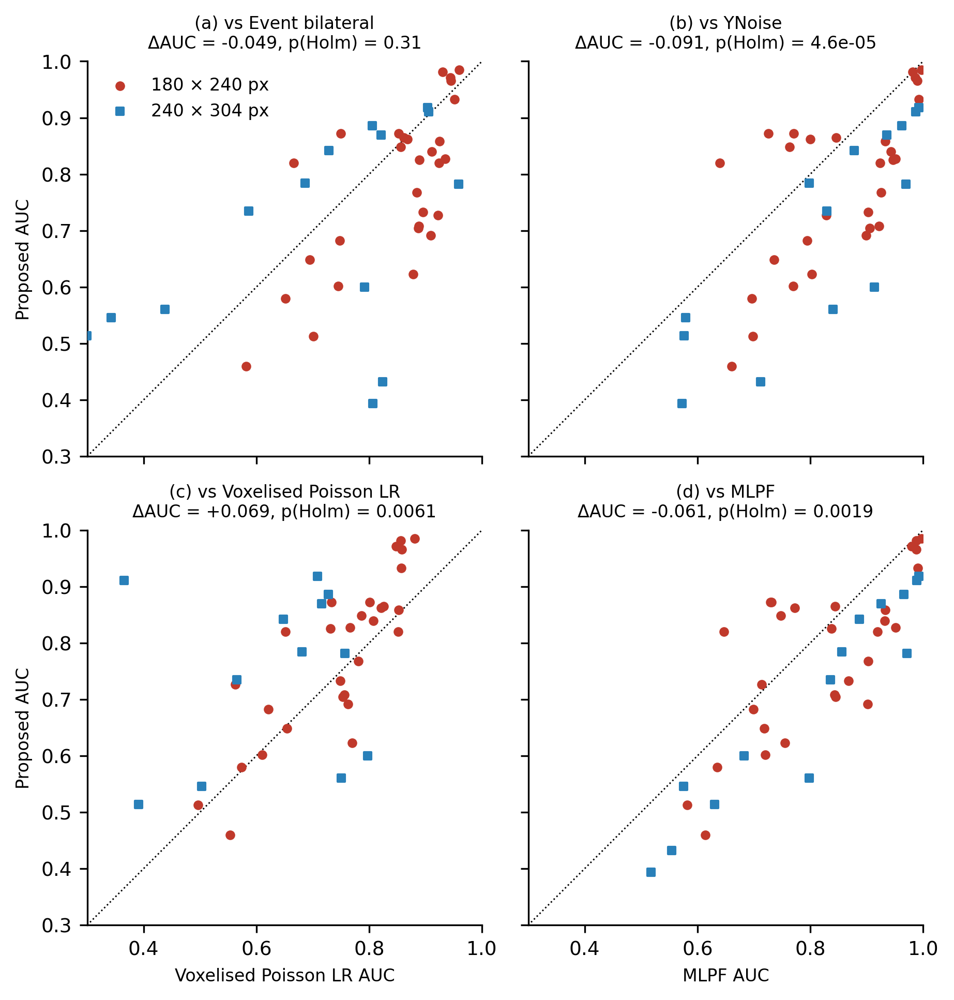 (a) vs Event bilateral
ΔAUC = -0.049, p(Holm) = 0.31
(b) vs YNoise
ΔAUC = -0.091, p(Holm) = 4.6e-05
1.0
0.9
0.8
0.7
0.6
0.5
0.4
0.3
Proposed AUC
180 × 240 px
240 × 304 px
(c) vs Voxelised Poisson LR
ΔAUC = +0.069, p(Holm) = 0.0061
(d) vs MLPF
ΔAUC = -0.061, p(Holm) = 0.0019
1.0
0.9
0.8
0.7
0.6
0.5
0.4
0.3
Proposed AUC
0.4 0.6 0.8 1.0
Voxelised Poisson LR AUC
0.4 0.6 0.8 1.0
MLPF AUC